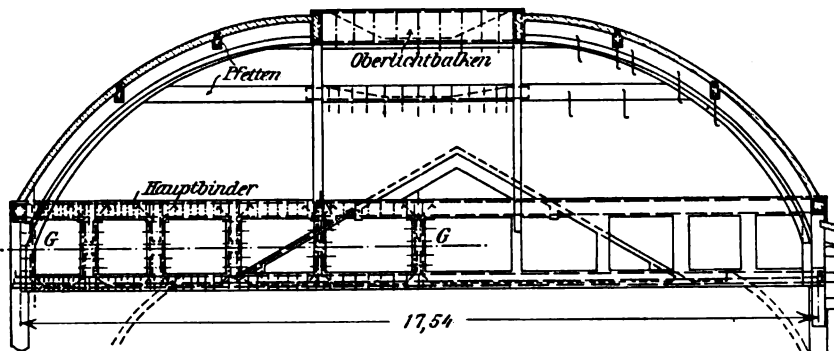 Oberlichtbalken
Pfetten
Hauptbinder
G
G
17,54